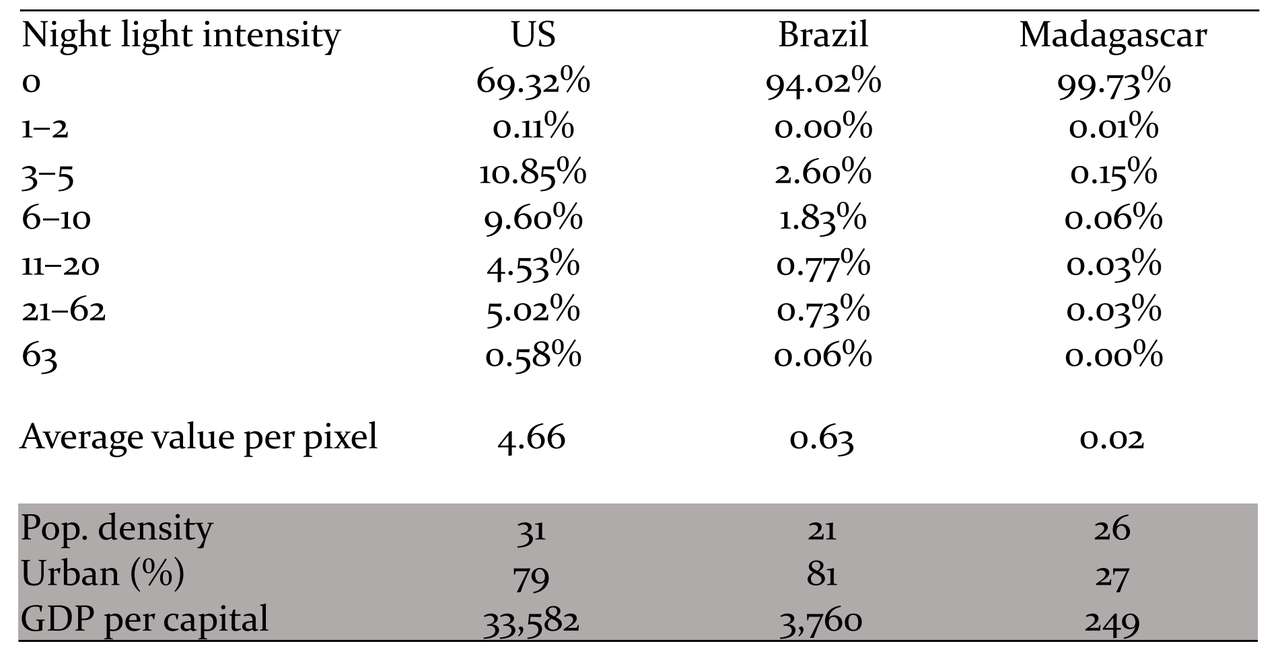 Night light intensity US Brazil Madagascar
0 69.32% 94.02% 99.73%
1–2 0.11% 0.00% 0.01%
3–5 10.85% 2.60% 0.15%
6–10 9.60% 1.83% 0.06%
11–20 4.53% 0.77% 0.03%
21–62 5.02% 0.73% 0.03%
63 0.58% 0.06% 0.00%
Average value per pixel 4.66 0.63 0.02
Pop. density 31 21 26
Urban (%) 79 81 27
GDP per capital 33,582 3,760 249